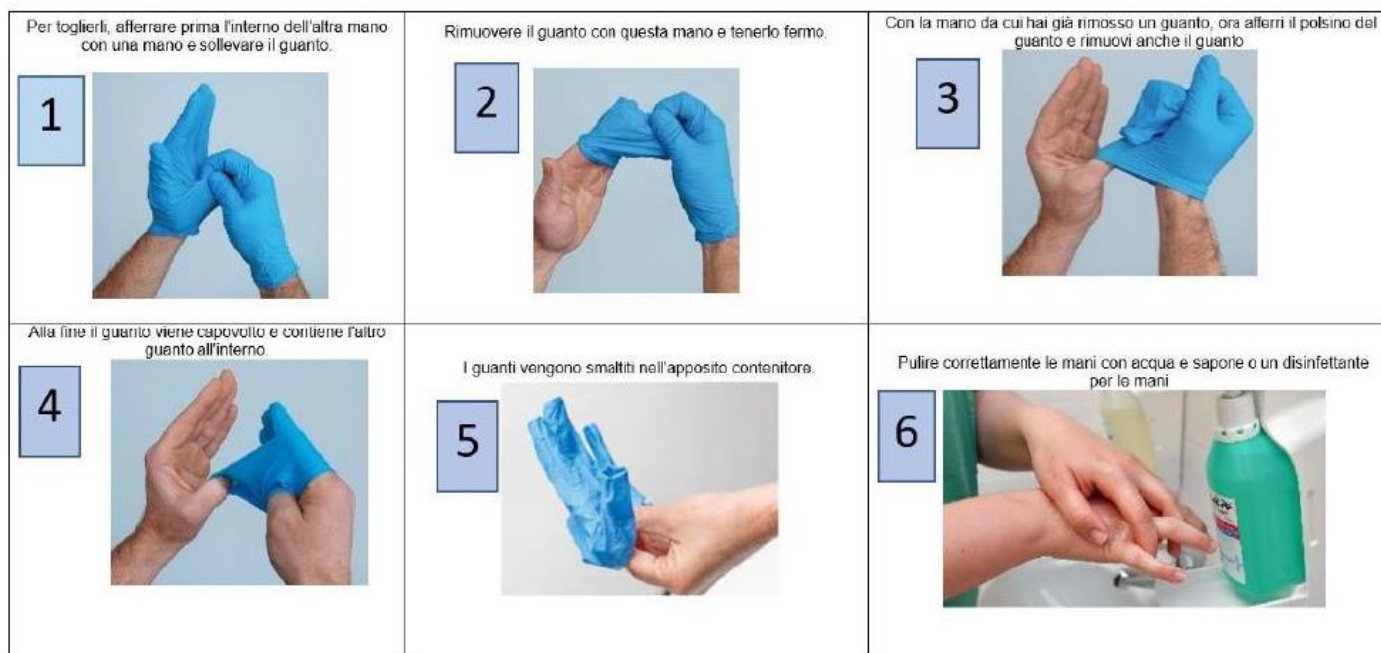 Per toglierli, afferrare prima l'interno dell'altra mano
con una mano e sollevare il guanto.
1
Rimuovere il guanto con questa mano e tenerlo fermo.
2
Con la mano da cui hai già rimosso un guanto, ora afferri il polsino del
guanto e rimuovi anche il guanto
3
Alla fine il guanto viene capovolto e contiene l'altro
guanto all'interno.
4
I guanti vengono smaltiti nell'apposito contenitore.
5
Pulire correttamente le mani con acqua e sapone o un disinfettante
per le mani
6